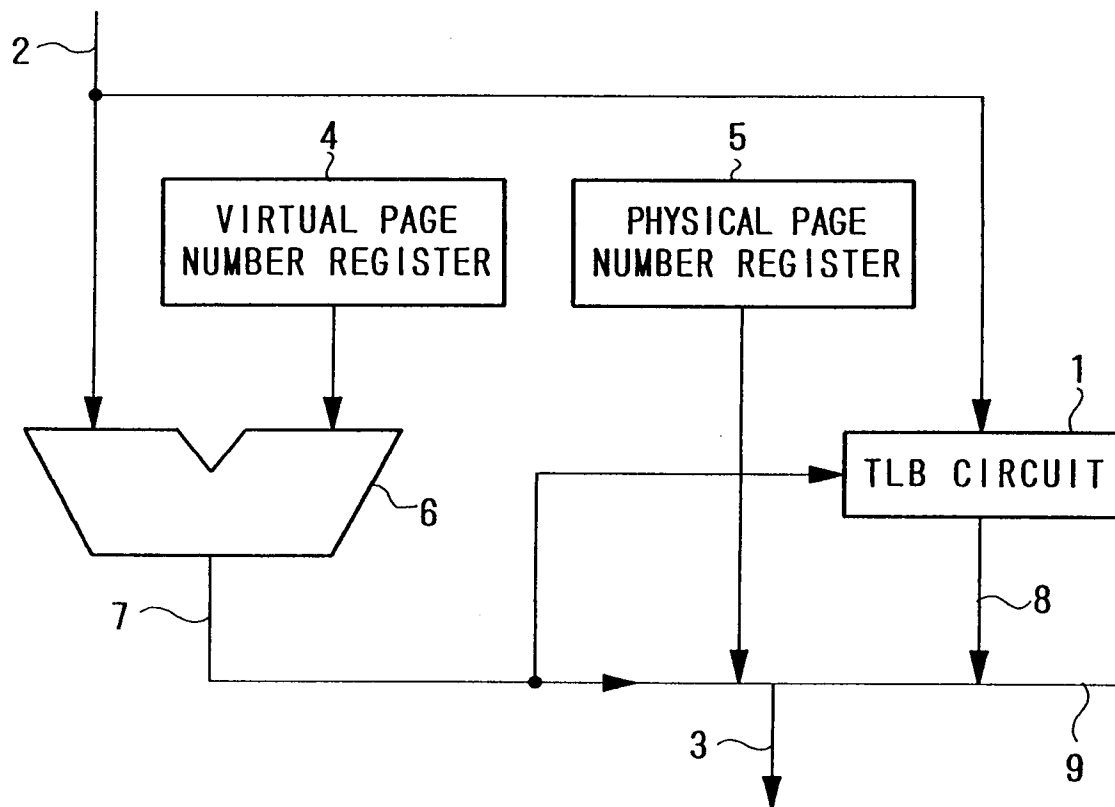 2
4
5
VIRTUAL PAGE
NUMBER REGISTER
PHYSICAL PAGE
NUMBER REGISTER
1
TLB CIRCUIT
6
7
8
3
9